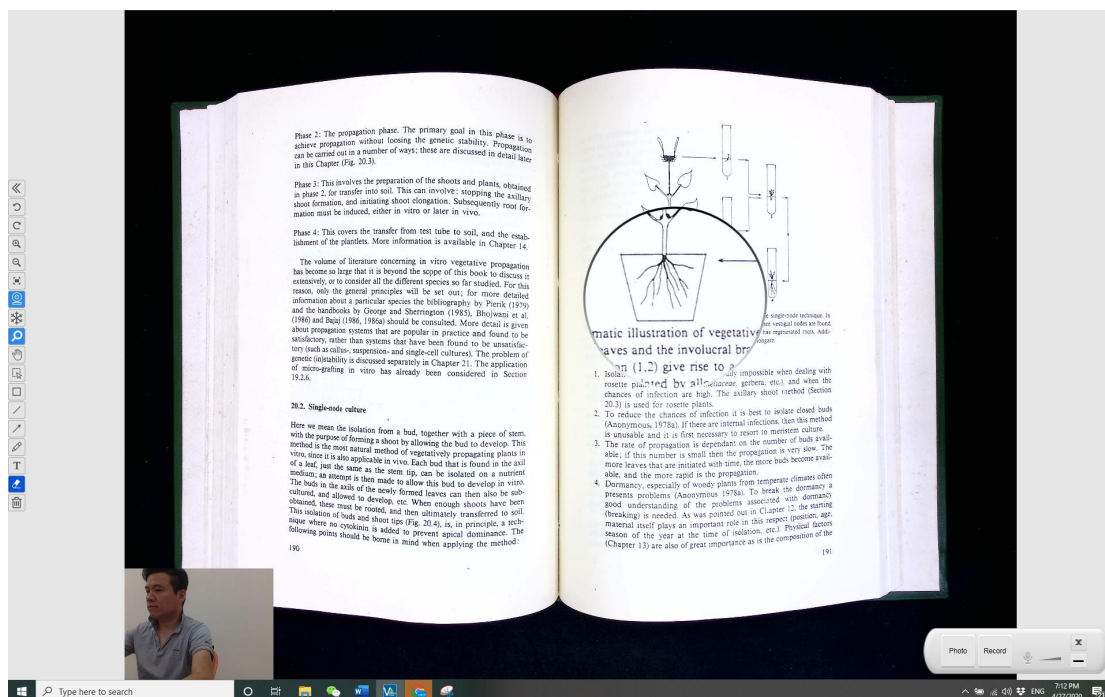 Phase 2: The propagation phase. The primary goal in this phase is to
achieve propagation without loosing the genetic stability. Propagation
can be carried out in a number of ways; these are discussed in detail later
in this Chapter (Fig. 20.3).
Phase 3: This involves the preparation of the shoots and plants, obtained
in phase 2, for transfer into soil. This can involve: stopping the axillary
shoot formation, and initiating shoot elongation. Subsequently root for-
mation must be induced, either in vitro or later in vivo.
Phase 4: This covers the transfer from test tube to soil, and the estab-
lishment of the plantlets. More information is available in Chapter 14.
The volume of literature concerning in vitro vegetative propagation
has become so large that it is beyond the scope of this book to discuss it
extensively, or to consider all the different species so far studied. For this
reason, only the general principles will be set out; for more detailed
information about a particular species the bibliography by Pierik (1979)
and the handbooks by George and Sherrington (1985), Bhojwani et al.
(1986) and Bajaj (1986, 1986a) should be consulted. More detail is given
about propagation systems that are popular in practice and found to be
satisfactory, rather than systems that have been found to be unsatisfac-
tory (such as callus-, suspension- and single-cell cultures). The problem of
genetic (in)stability is discussed separately in Chapter 21. The application
of micro-grafting in vitro has already been considered in Section
19.2.6.
20.2. Single-node culture
Here we mean the isolation from a bud, together with a piece of stem,
with the purpose of forming a shoot by allowing the bud to develop. This
method is the most natural method of vegetatively propagating plants in
vitro, since it is also applicable in vivo. Each bud that is found in the axil
of a leaf, just the same as the stem tip, can be isolated on a nutrient
medium; an attempt is then made to allow this bud to develop in vitro.
The buds in the axils of the newly formed leaves can then also be sub-
cultured, and allowed to develop, etc. When enough shoots have been
obtained, these must be rooted, and then ultimately transferred to soil.
This isolation of buds and shoot tips (Fig. 20.4), is, in principle, a tech-
nique where no cytokinin is added to prevent apical dominance. The
following points should be borne in mind when applying the method:
190
single-node technique. In
vestigial nodes are found
has regenerated roots. Addi-
matic illustration of vegetativ
aves and the involucral br
(1,2) give rise to a
by
1. impossible when dealing with
rosette gerbera, etc.), and when the
chances of infection are high. The axillary shoot method (Section
20.3) is used for rosette plants.
2. To reduce the chances of infection it is best to isolate closed buds
(Anonymous, 1978a). If there are internal infections, then this method
is unusable and it is first necessary to resort to meristem culture.
3. The rate of propagation is dependant on the number of buds avail-
able; if this number is small then the propagation is very slow. The
more leaves that are initiated with time, the more buds become avail-
able, and the more rapid is the propagation.
4. Dormancy, especially of woody plants from temperate climates often
presents problems (Anonymous 1978a). To break the dormancy a
good understanding of the problems associated with dormancy
(breaking) is needed. As was pointed out in Chapter 12, the starting
material itself plays an important role in this respect (position, age,
season of the year at the time of isolation, etc.). Physical factors
(Chapter 13) are also of great importance as is the composition of the
191
Photo Record
Type here to search
ENG
7:12 PM
4/27/2020